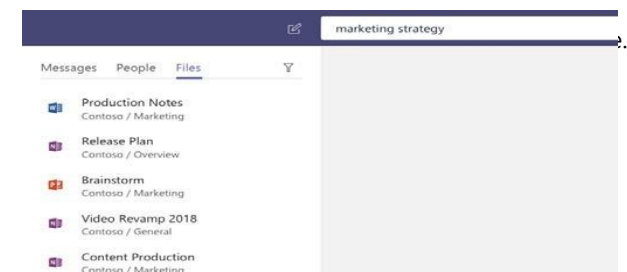 marketing strategy
e.
Messages People Files
Production Notes
Contoso / Marketing
Release Plan
Contoso / Overview
Brainstorm
Contoso / Marketing
Video Revamp 2018
Contoso / General
Content Production
Contoso / Marketing